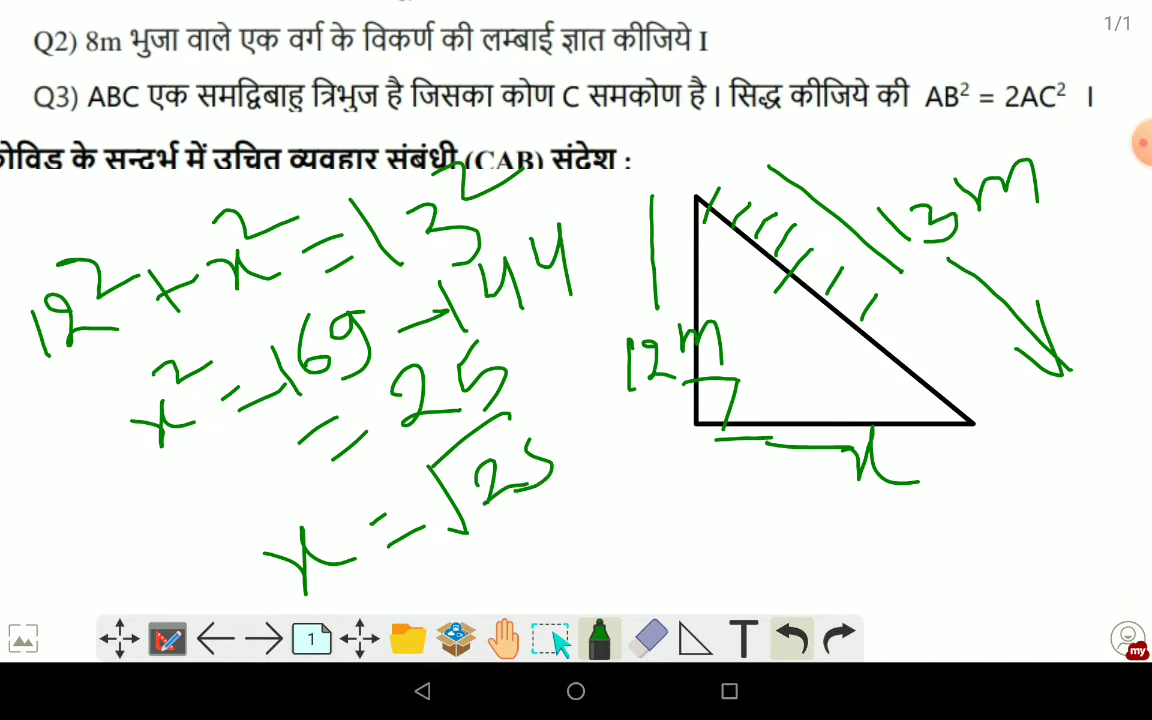 1/1
Q2) 8m भुजा वाले एक वर्ग के विकर्ण की लम्बाई ज्ञात कीजिये I
Q3) ABC एक समद्विबाहु त्रिभुज है जिसका कोण C समकोण है I सिद्ध कीजिये की AB² = 2AC² I
कोविड के सन्दर्भ में उचित व्यवहार संबंधी (CAB) संदेश :
12² + x² = 13²
x² = 169 - 144
= 25
x = √25
13m
12m
x
1
T
my